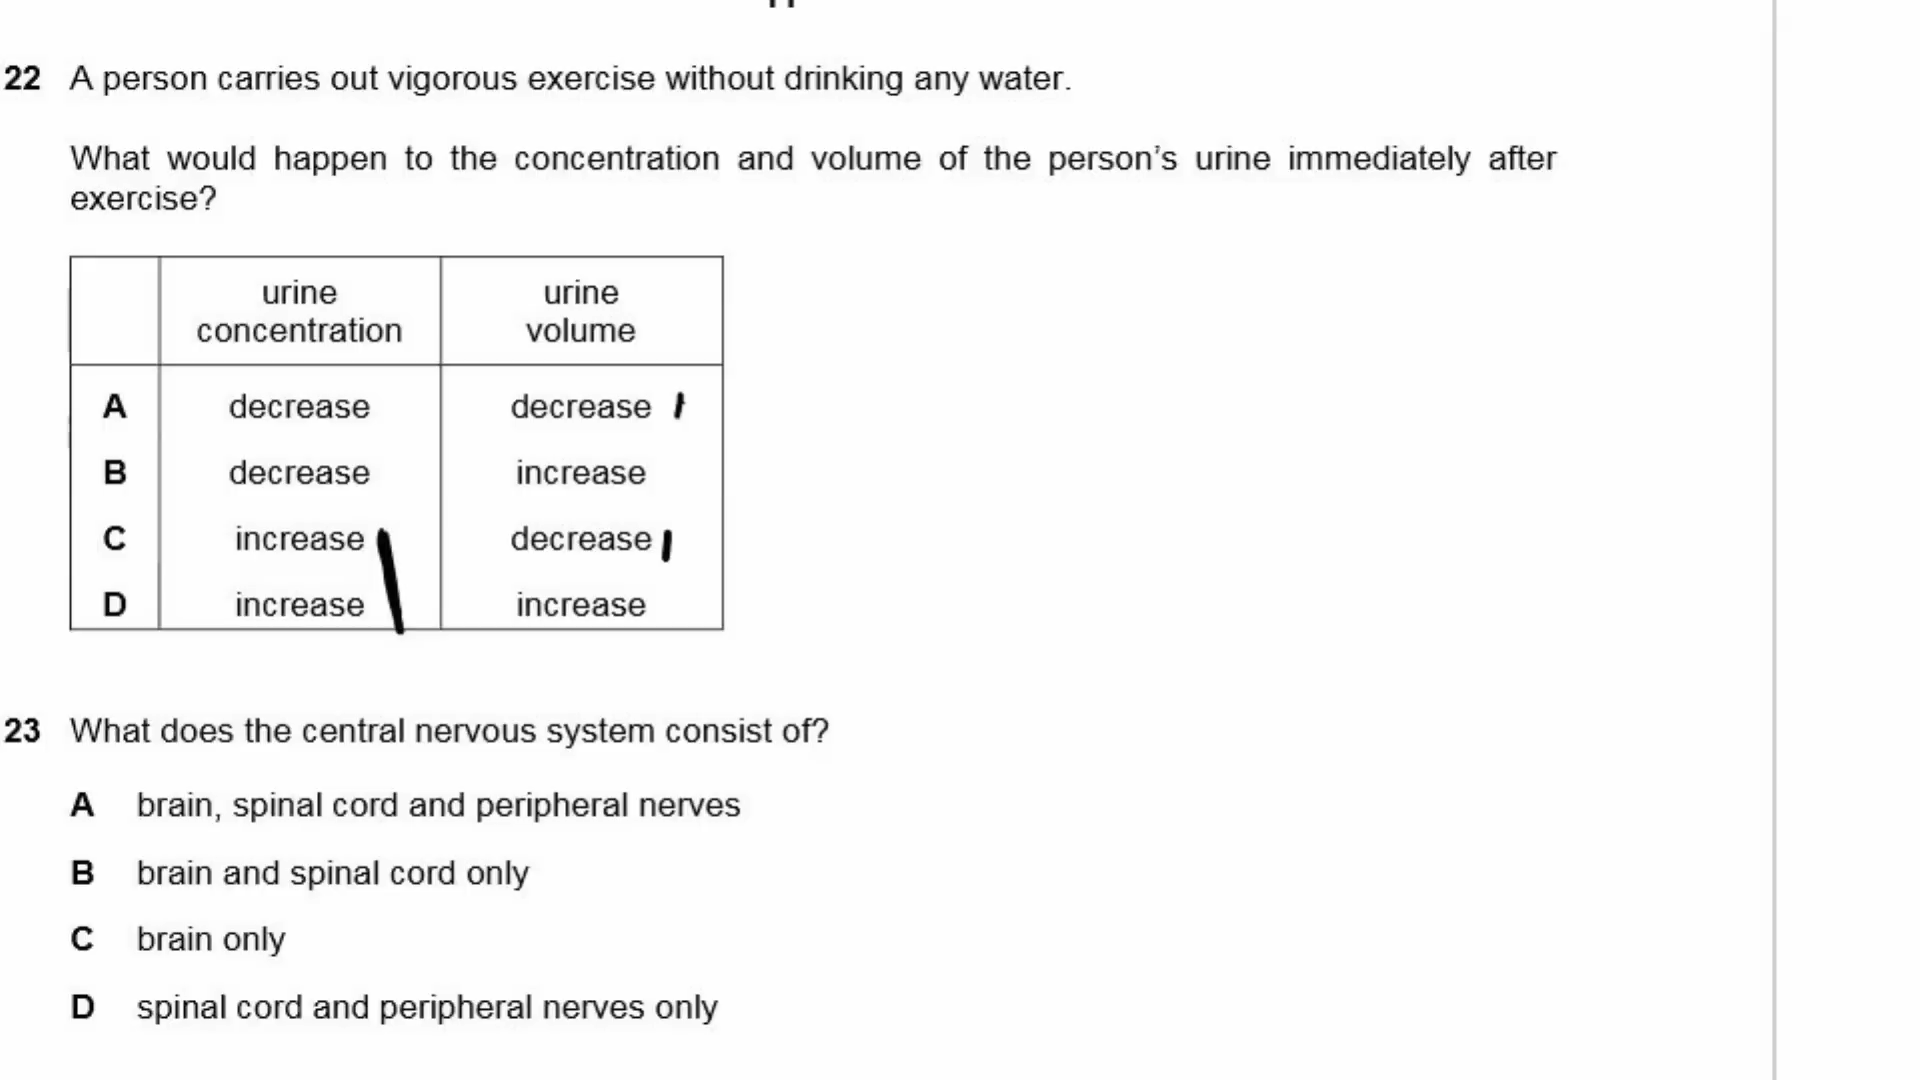 22 A person carries out vigorous exercise without drinking any water.
What would happen to the concentration and volume of the person's urine immediately after
exercise?
urine concentration urine volume
A decrease decrease
B decrease increase
C increase decrease
D increase increase
23 What does the central nervous system consist of?
A brain, spinal cord and peripheral nerves
B brain and spinal cord only
C brain only
D spinal cord and peripheral nerves only